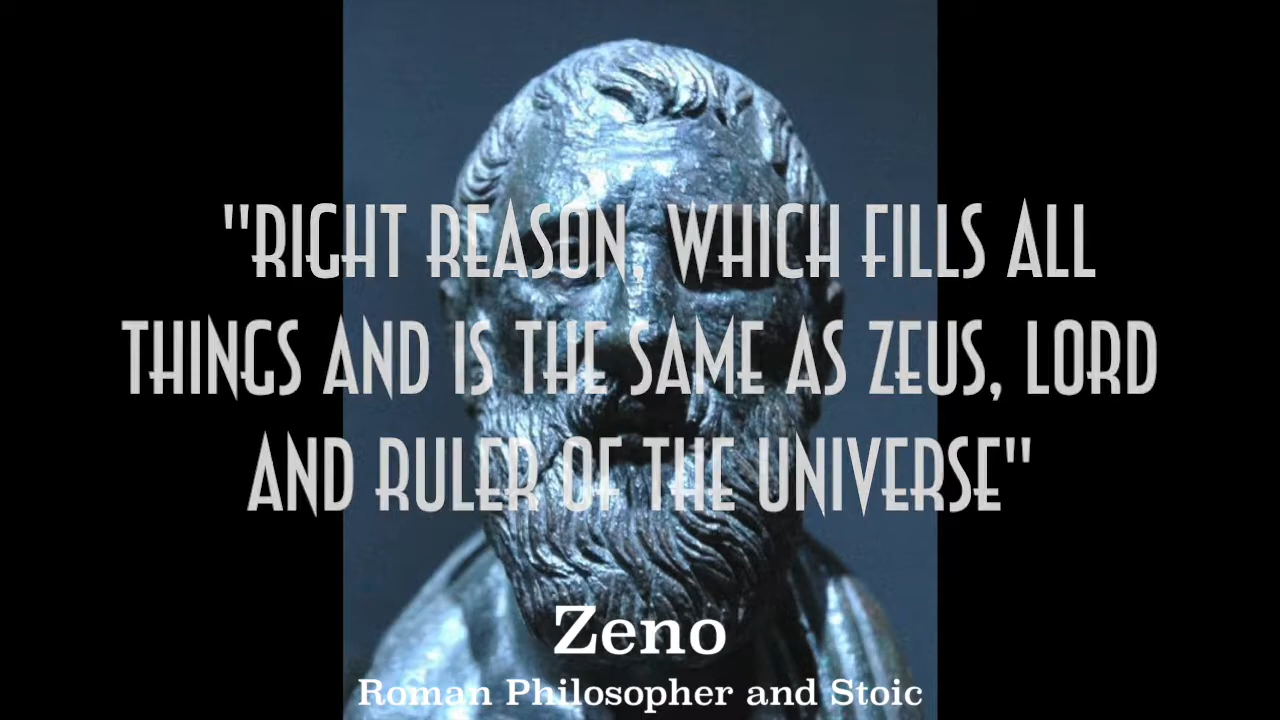 "RIGHT REASON, WHICH FILLS ALL
THINGS AND IS THE SAME AS ZEUS, LORD
AND RULER OF THE UNIVERSE"
Zeno
Roman Philosopher and Stoic